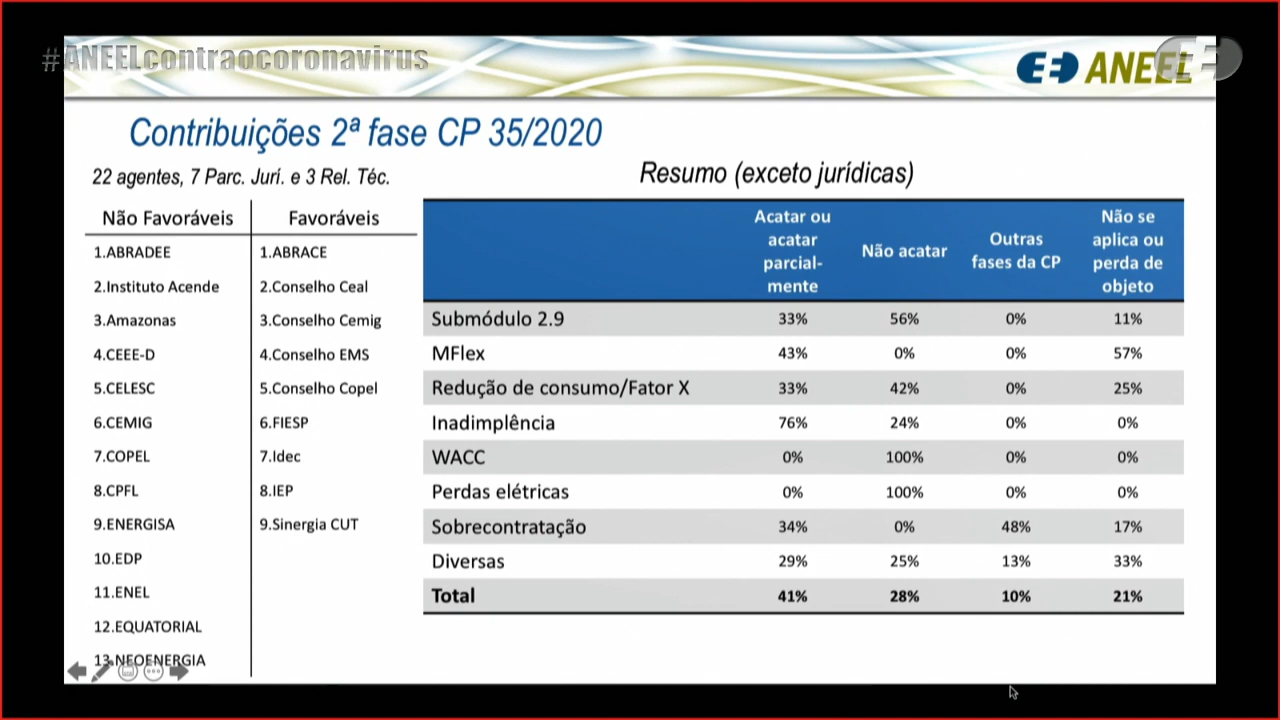 #ANEELcontraocoronavirus
ANEEL
Contribuições 2ª fase CP 35/2020
22 agentes, 7 Parc. Jurí. e 3 Rel. Téc.
Resumo (exceto jurídicas)
Não Favoráveis Favoráveis
1.ABRADEE 1.ABRACE
2.Instituto Acende 2.Conselho Ceal
3.Amazonas 3.Conselho Cemig
4.CEEE-D 4.Conselho EMS
5.CELESC 5.Conselho Copel
6.CEMIG 6.FIESP
7.COPEL 7.Idec
8.CPFL 8.IEP
9.ENERGISA 9.Sinergia CUT
10.EDP
11.ENEL
12.EQUATORIAL
13.NEOENERGIA
Acatar ou
acatar
parcial-
mente
Não acatar
Outras
fases da CP
Não se
aplica ou
perda de
objeto
Submódulo 2.9 33% 56% 0% 11%
MFlex 43% 0% 0% 57%
Redução de consumo/Fator X 33% 42% 0% 25%
Inadimplência 76% 24% 0% 0%
WACC 0% 100% 0% 0%
Perdas elétricas 0% 100% 0% 0%
Sobrecontratação 34% 0% 48% 17%
Diversas 29% 25% 13% 33%
Total 41% 28% 10% 21%